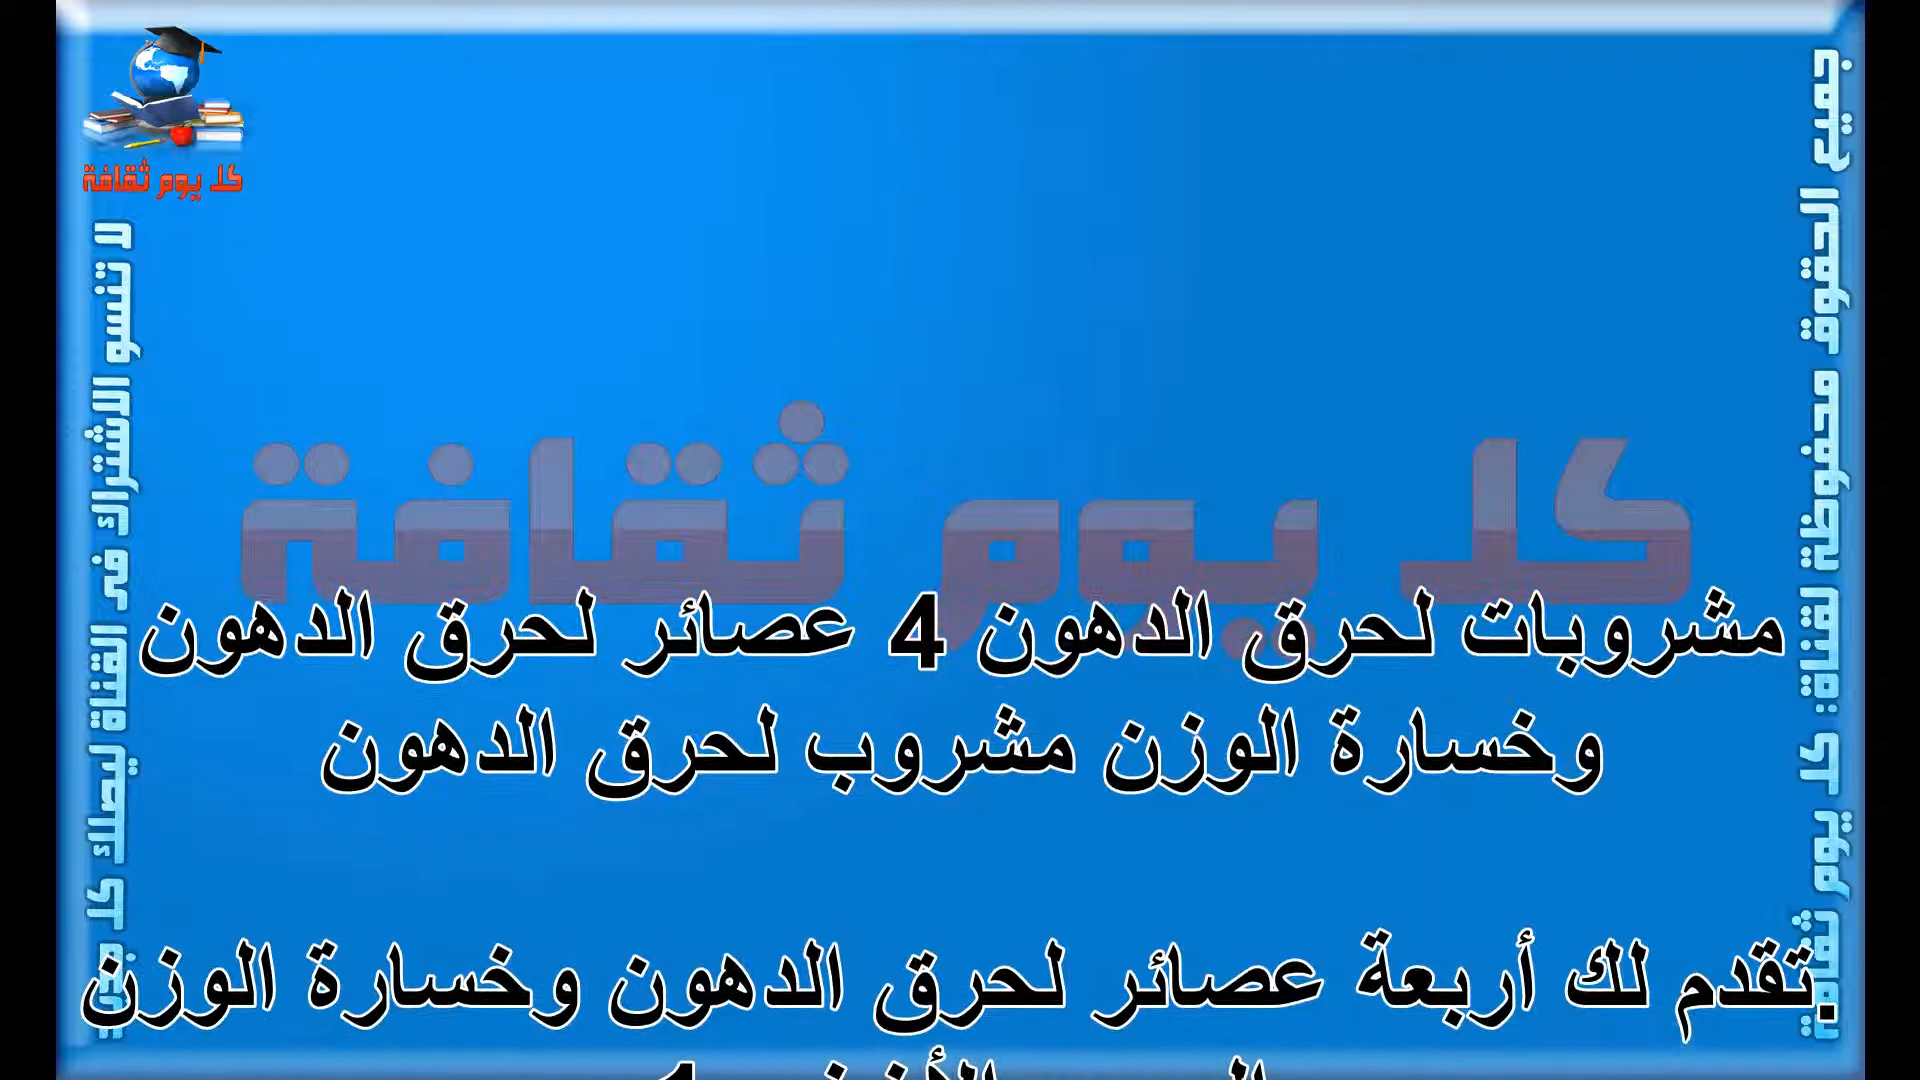 كل يوم ثقافة
جميع الحقوق محفوظة لقناة: كل يوم ثقافة
لا تنسو الاشتراك فى القناة ليصلك كل جديد
كل يوم ثقافة
مشروبات لحرق الدهون 4 عصائر لحرق الدهون
وخسارة الوزن مشروب لحرق الدهون
تقدم لك أربعة عصائر لحرق الدهون وخسارة الوزن.